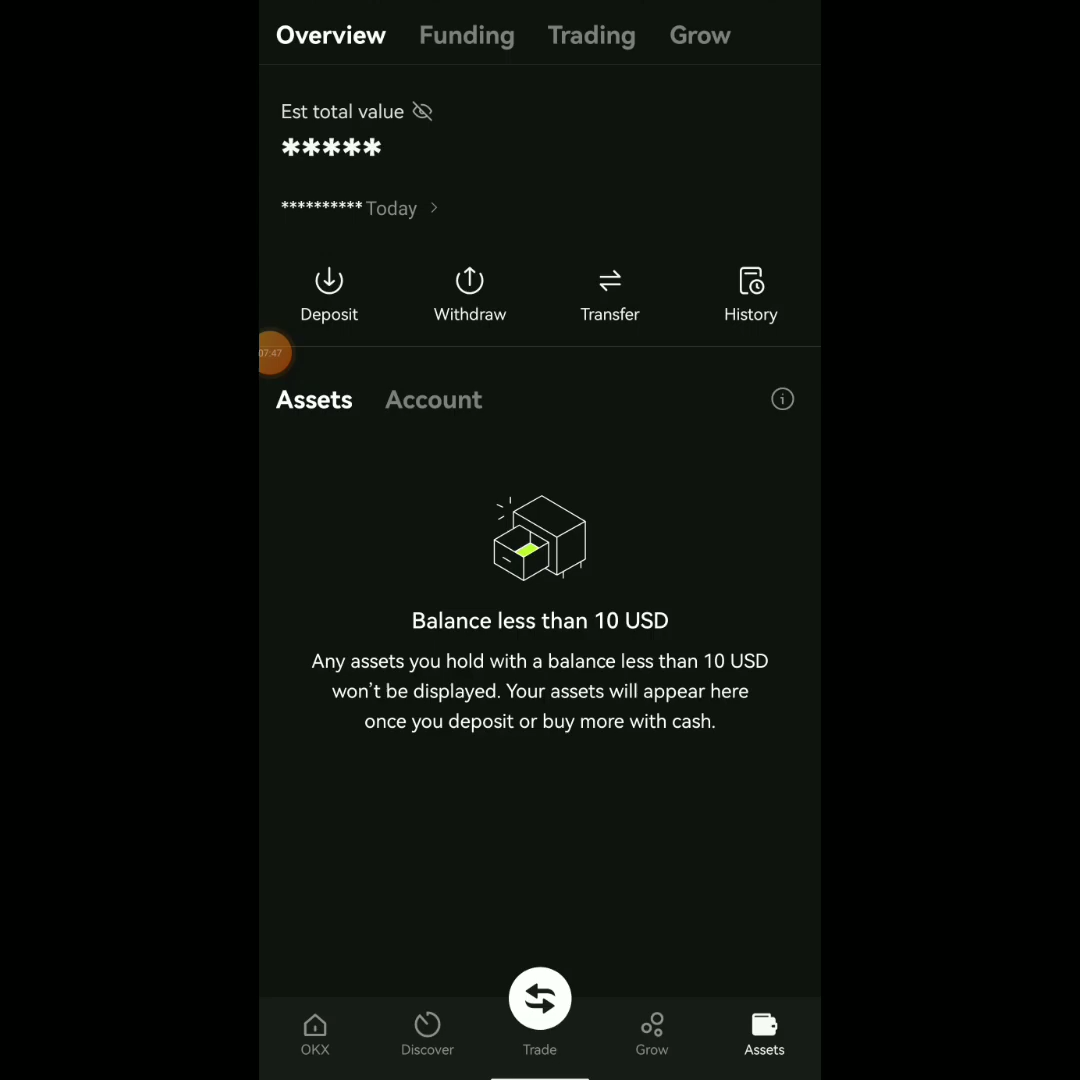 Overview Funding Trading Grow
Est total value
*****
********** Today >
Deposit Withdraw Transfer History
07:47
Assets Account
Balance less than 10 USD
Any assets you hold with a balance less than 10 USD
won’t be displayed. Your assets will appear here
once you deposit or buy more with cash.
OKX Discover Trade Grow Assets